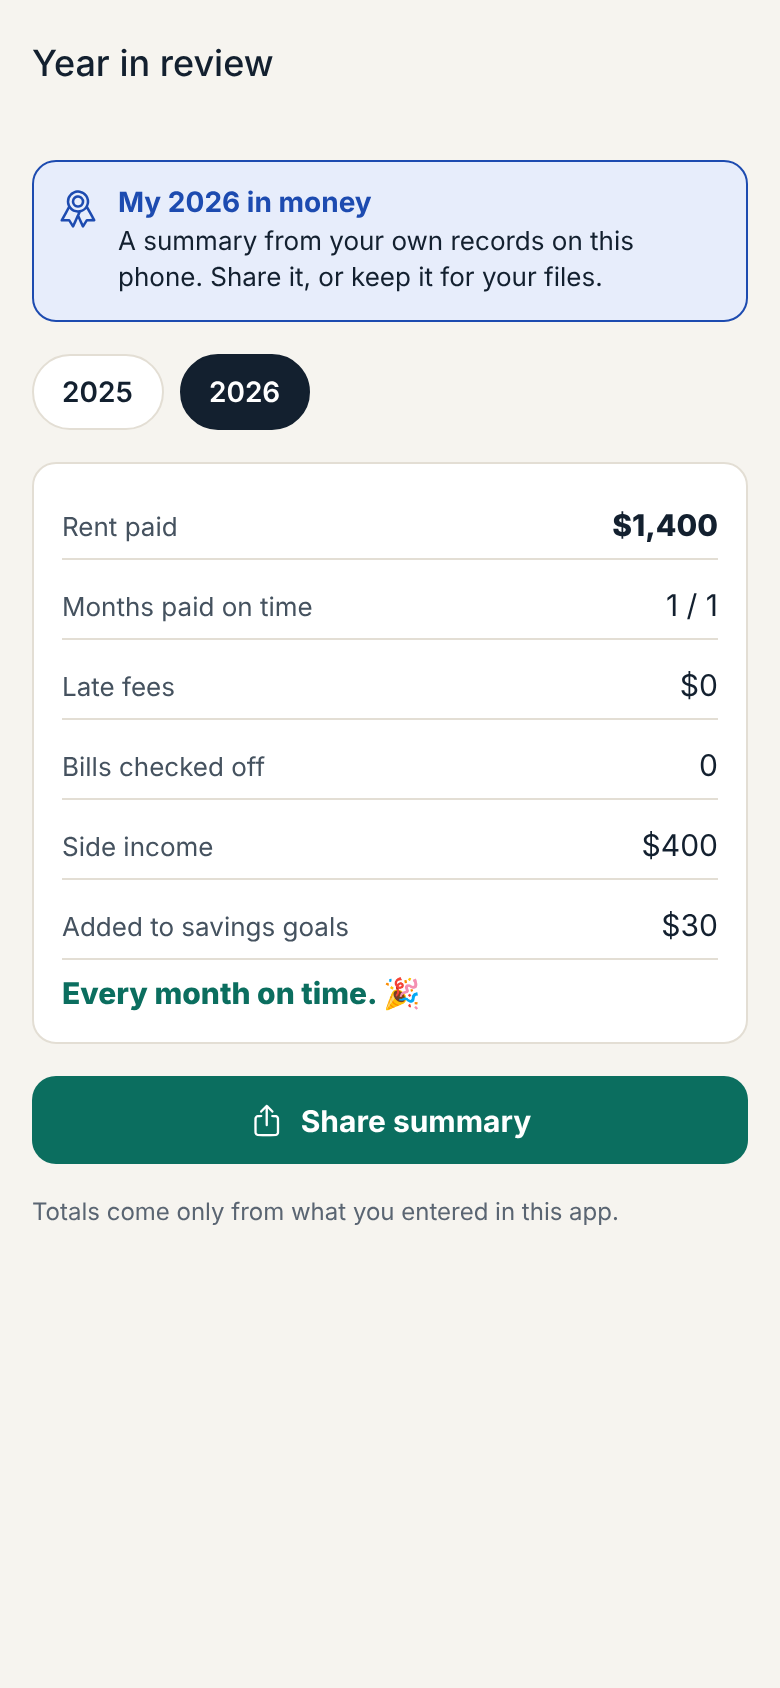 Year in review
My 2026 in money
A summary from your own records on this
phone. Share it, or keep it for your files.
2025 2026
Rent paid $1,400
Months paid on time 1 / 1
Late fees $0
Bills checked off 0
Side income $400
Added to savings goals $30
Every month on time. 🎉
Share summary
Totals come only from what you entered in this app.